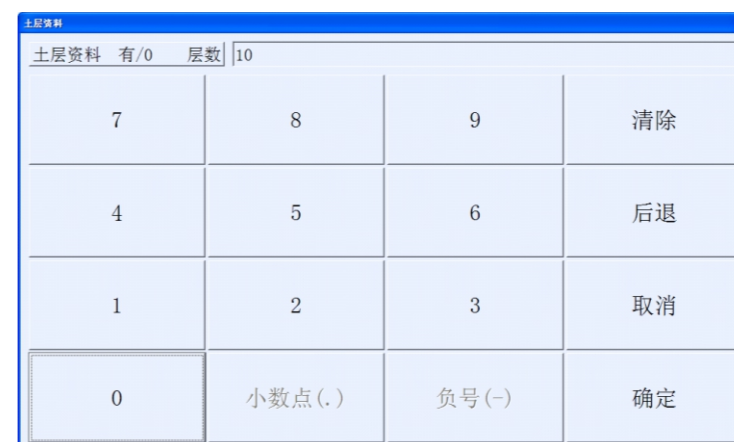 土层资料
土层资料 有/0 层数 10
7 8 9 清除
4 5 6 后退
1 2 3 取消
0 小数点(.) 负号(-) 确定